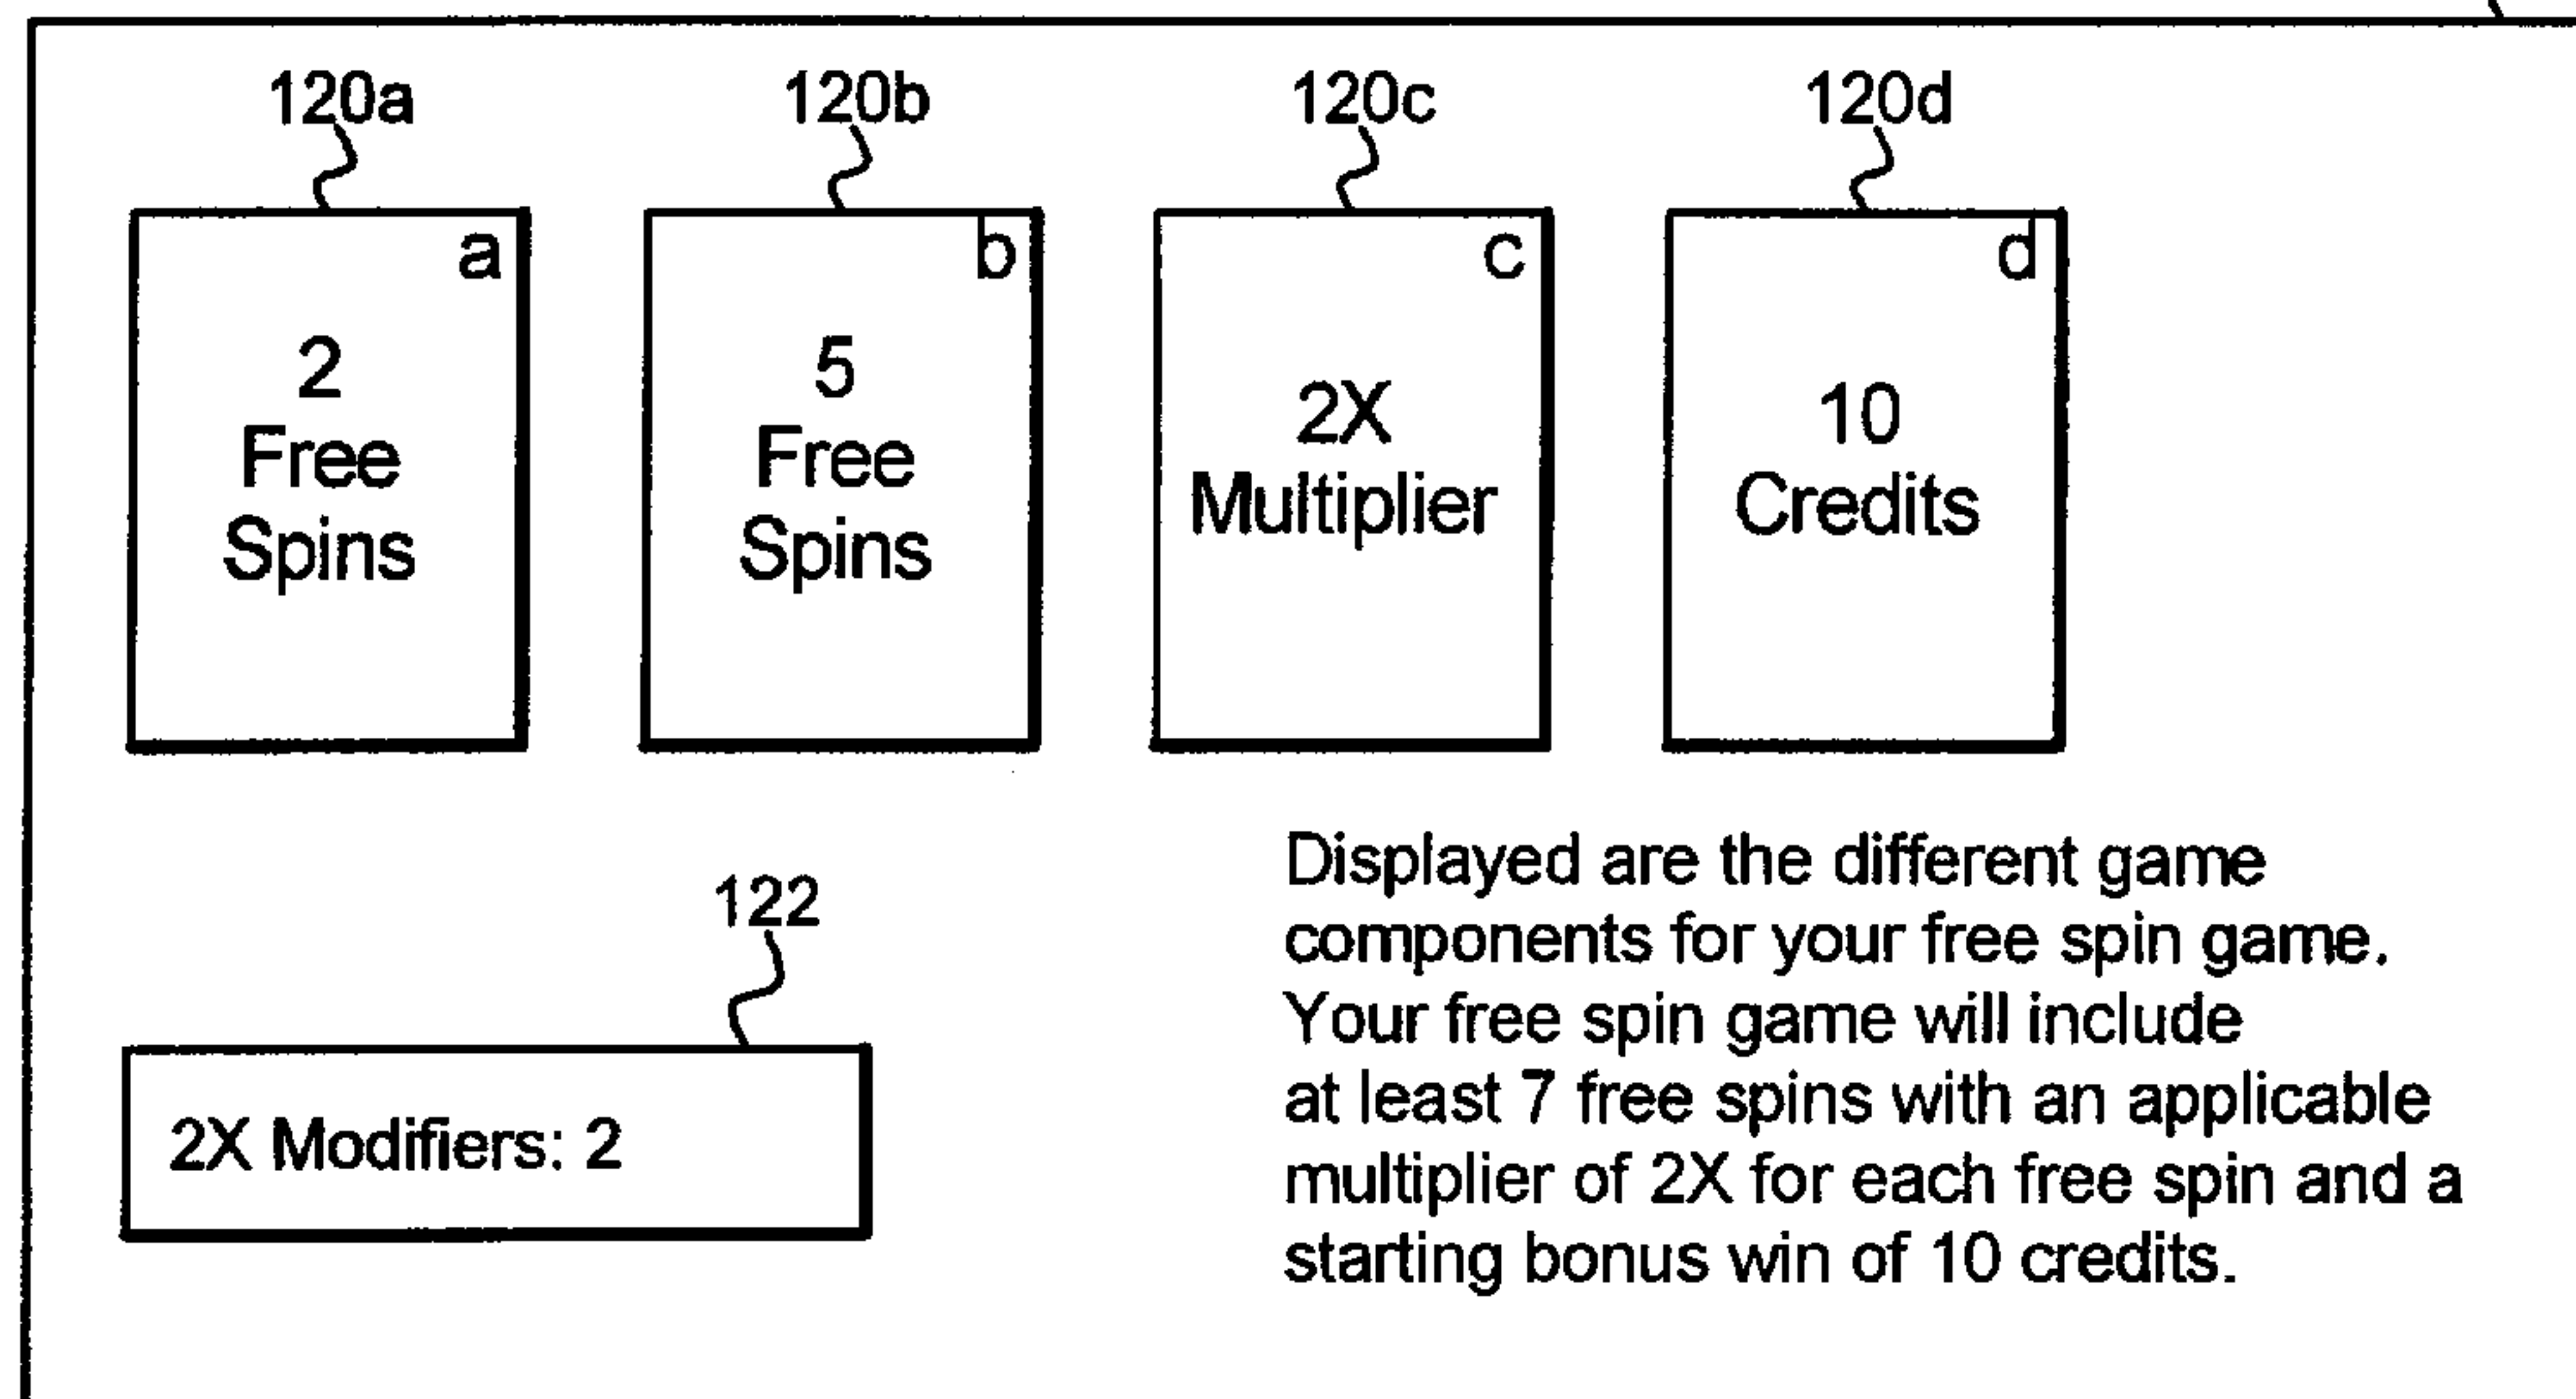 120a 120b 120c 120d
a b c d
2 5
Free Free 2X 10
Spins Spins Multiplier Credits
122
2X Modifiers: 2
Displayed are the different game
components for your free spin game.
Your free spin game will include
at least 7 free spins with an applicable
multiplier of 2X for each free spin and a
starting bonus win of 10 credits.